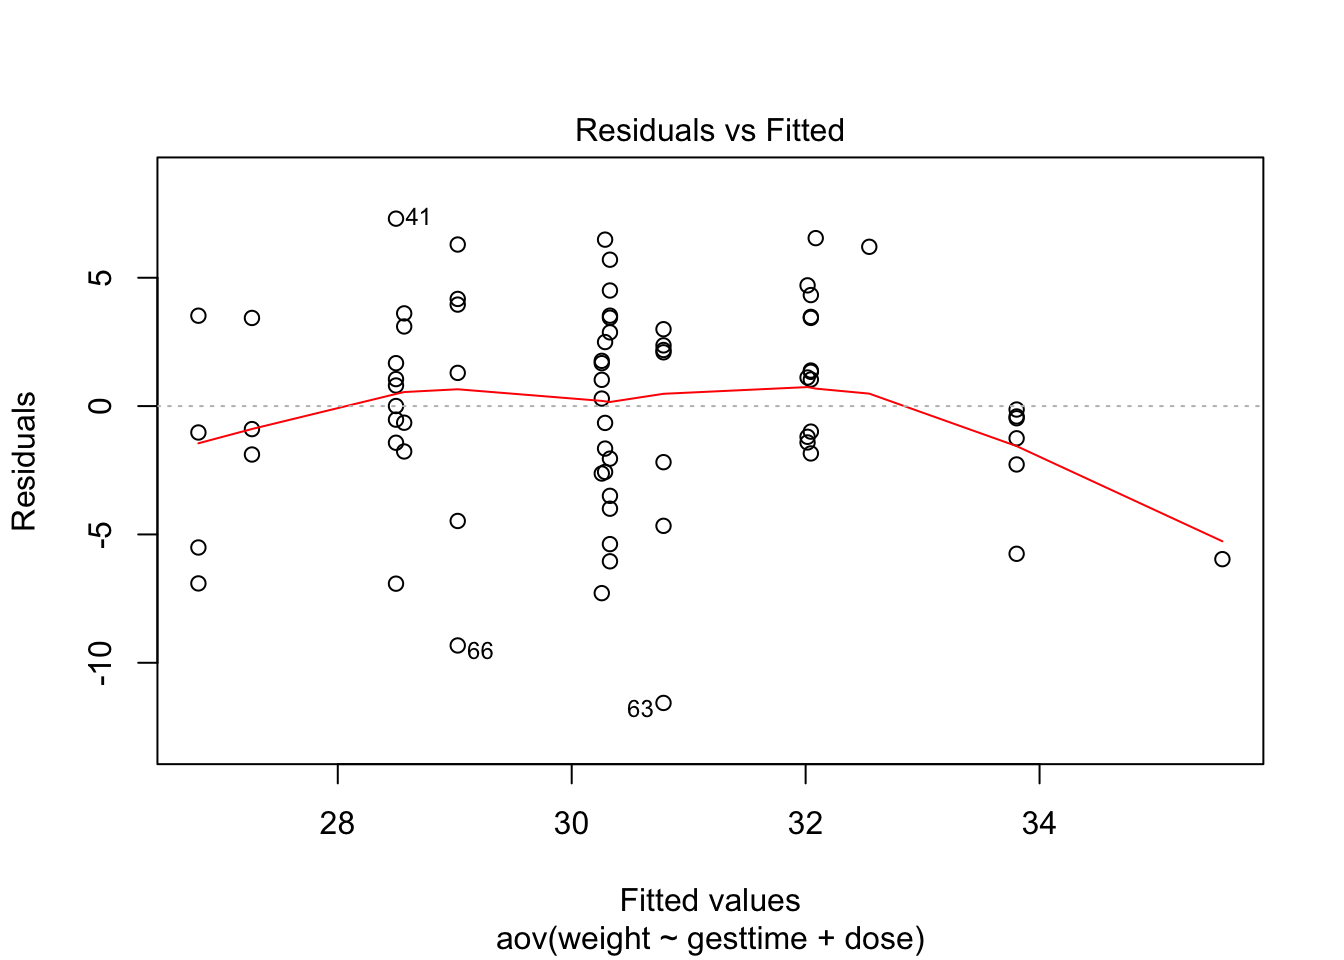 Residuals vs Fitted
Residuals
5
0
-5
-10
41
66
63
28 30 32 34
Fitted values
aov(weight ~ gesttime + dose)